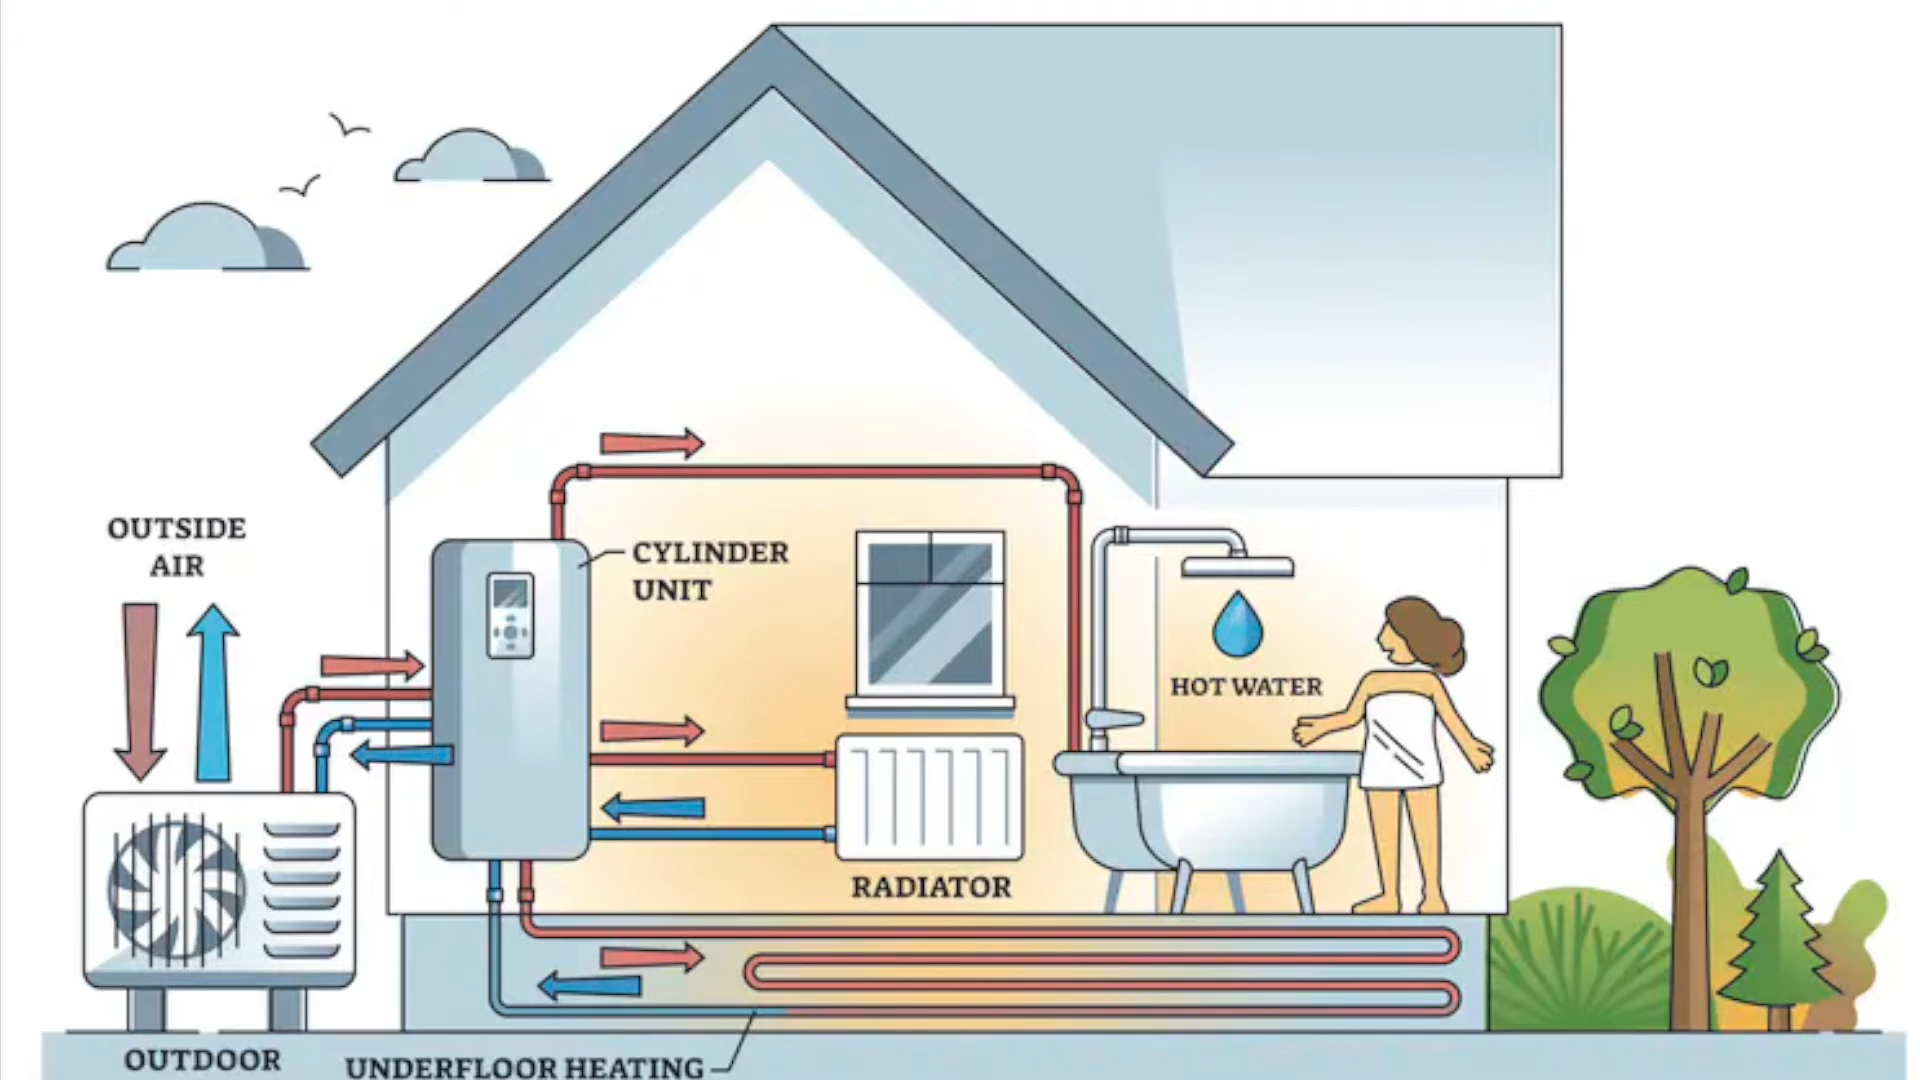 OUTSIDE
AIR
CYLINDER
UNIT
HOT WATER
RADIATOR
OUTDOOR
UNDERFLOOR HEATING